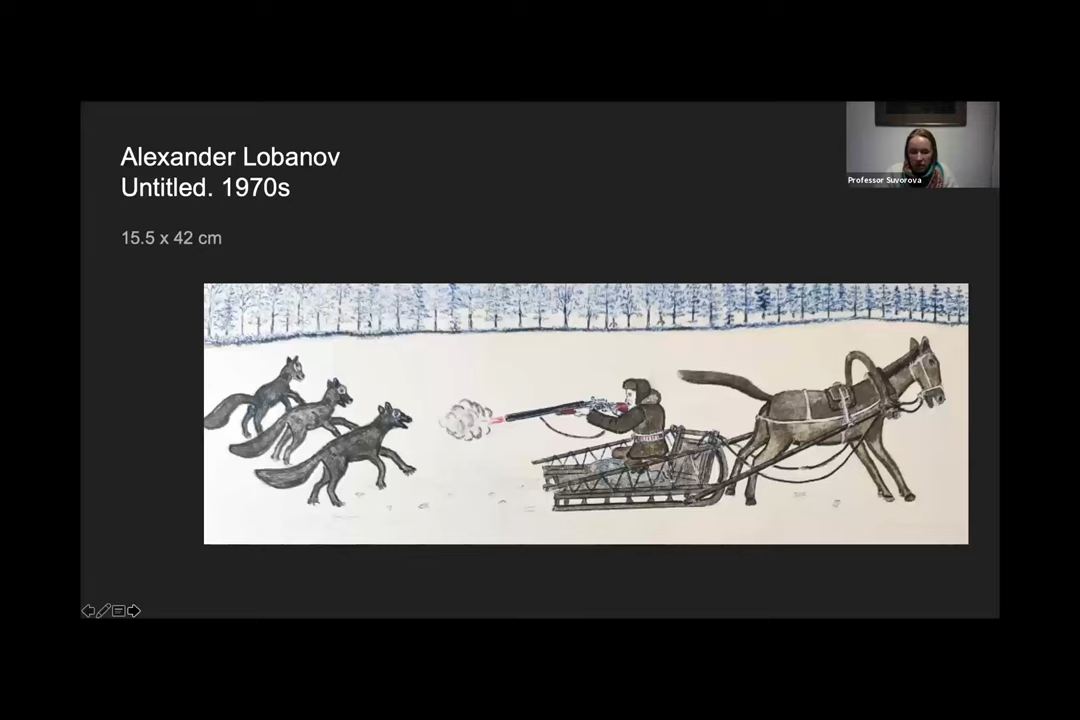 Alexander Lobanov
Untitled. 1970s
15.5 x 42 cm
Professor Suvorova